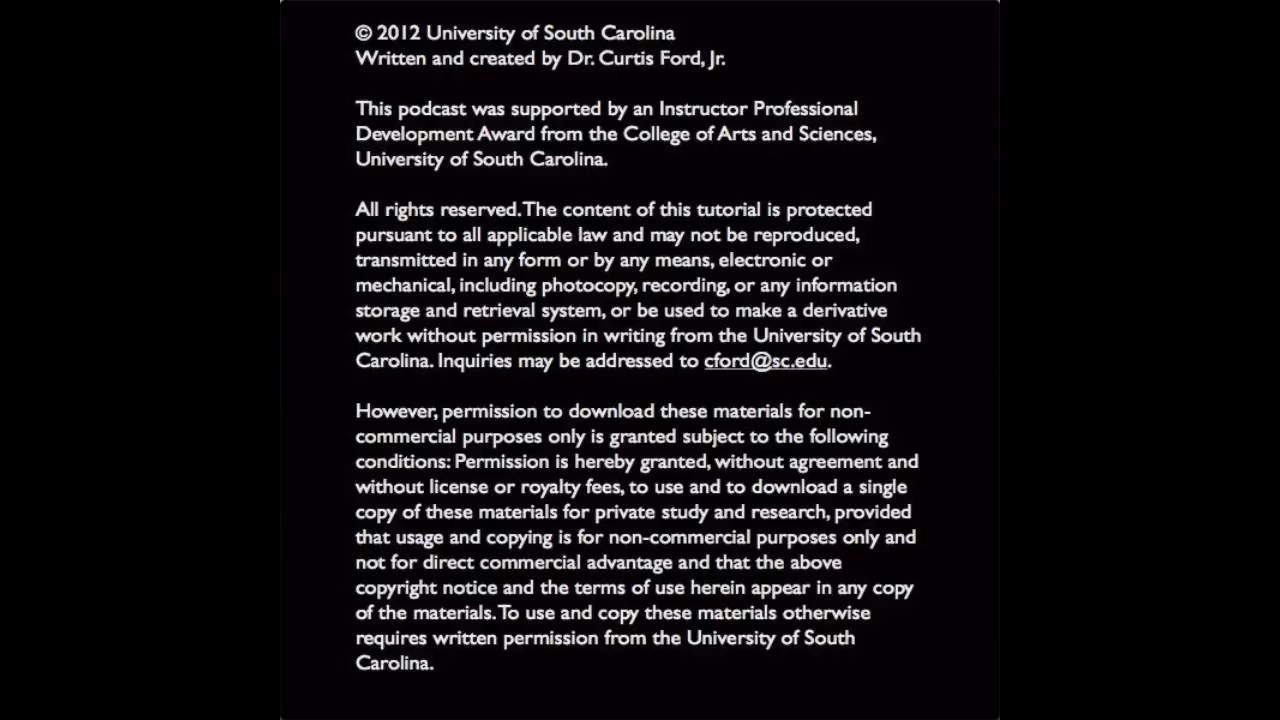 © 2012 University of South Carolina
Written and created by Dr. Curtis Ford, Jr.
This podcast was supported by an Instructor Professional
Development Award from the College of Arts and Sciences,
University of South Carolina.
All rights reserved. The content of this tutorial is protected
pursuant to all applicable law and may not be reproduced,
transmitted in any form or by any means, electronic or
mechanical, including photocopy, recording, or any information
storage and retrieval system, or be used to make a derivative
work without permission in writing from the University of South
Carolina. Inquiries may be addressed to cford@sc.edu.
However, permission to download these materials for non-
commercial purposes only is granted subject to the following
conditions: Permission is hereby granted, without agreement and
without license or royalty fees, to use and to download a single
copy of these materials for private study and research, provided
that usage and copying is for non-commercial purposes only and
not for direct commercial advantage and that the above
copyright notice and the terms of use herein appear in any copy
of the materials. To use and copy these materials otherwise
requires written permission from the University of South
Carolina.